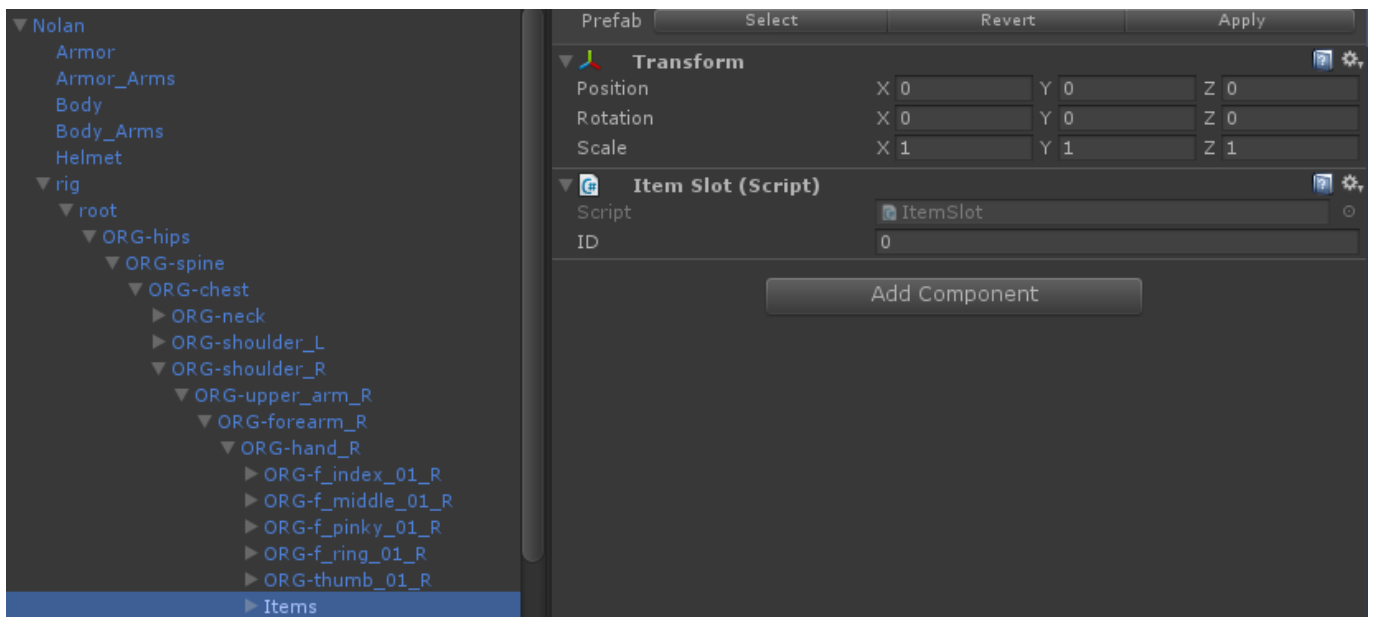 Nolan
Armor
Armor_Arms
Body
Body_Arms
Helmet
rig
root
ORG-hips
ORG-spine
ORG-chest
ORG-neck
ORG-shoulder_L
ORG-shoulder_R
ORG-upper_arm_R
ORG-forearm_R
ORG-hand_R
ORG-f_index_01_R
ORG-f_middle_01_R
ORG-f_pinky_01_R
ORG-f_ring_01_R
ORG-thumb_01_R
Items
Prefab Select Revert Apply
Transform
Position X 0 Y 0 Z 0
Rotation X 0 Y 0 Z 0
Scale X 1 Y 1 Z 1
Item Slot (Script)
Script ItemSlot
ID 0
Add Component